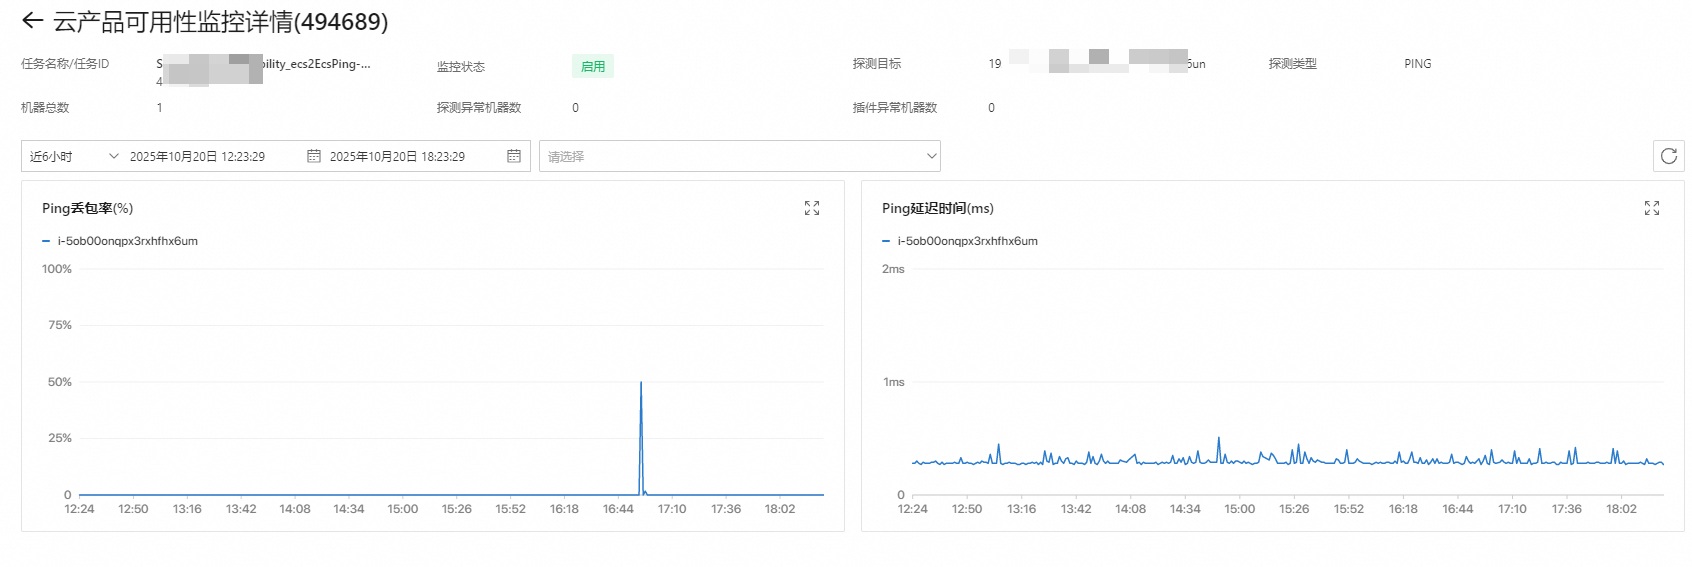 云产品可用性监控详情(494689)
任务名称/任务ID
S
bility_ecs2EcsPing-...
4
监控状态
启用
探测目标
19
un
探测类型
PING
机器总数
1
探测异常机器数
0
插件异常机器数
0
近6小时
2025年10月20日 12:23:29
2025年10月20日 18:23:29
请选择
Ping丢包率(%)
i-5ob00onqpx3rxhfhx6um
100%
75%
50%
25%
0
12:24 12:50 13:16 13:42 14:08 14:34 15:00 15:26 15:52 16:18 16:44 17:10 17:36 18:02
Ping延迟时间(ms)
i-5ob00onqpx3rxhfhx6um
2ms
1ms
0
12:24 12:50 13:16 13:42 14:08 14:34 15:00 15:26 15:52 16:18 16:44 17:10 17:36 18:02